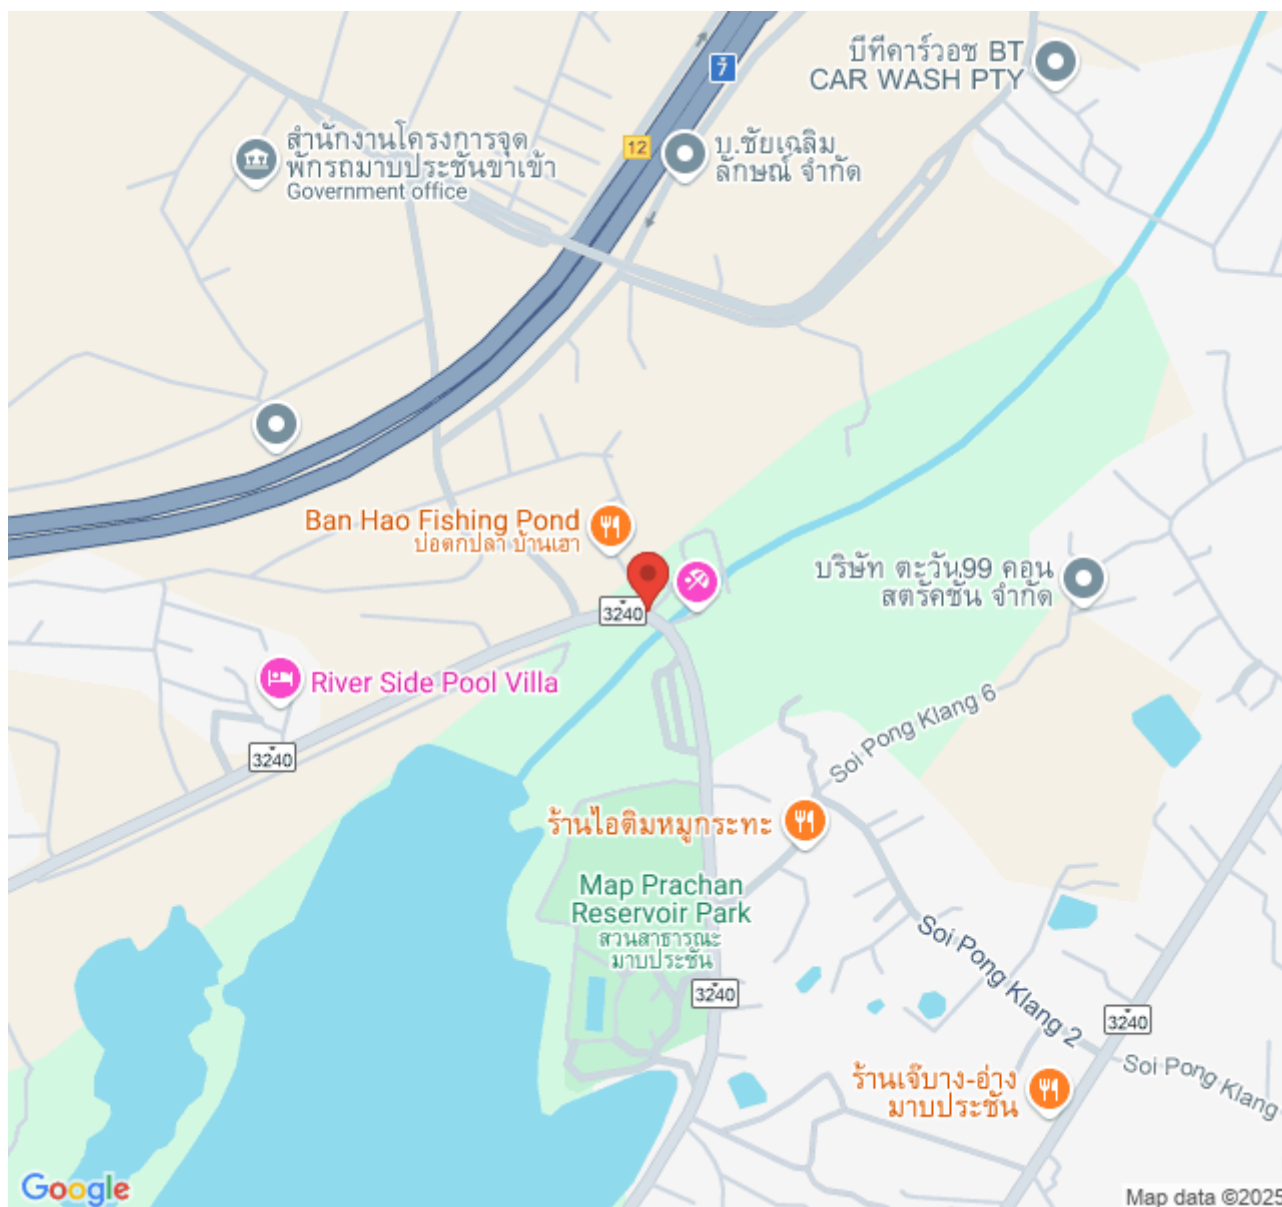 บีทีคาร์วอช BT
CAR WASH PTY
7
12
สำนักงานโครงการจุด
พักรถมาบประชันขาเข้า
Government office
บ.ชัยเฉลิม
ลักษณ์ จำกัด
Ban Hao Fishing Pond
บ่อตกปลา บ้านเฮา
บริษัท ตะวัน99 คอน
สตรัคชั่น จำกัด
3240
River Side Pool Villa
Soi Pong Klang 6
3240
ร้านไอติมหมูกระทะ
Map Prachan
Reservoir Park
สวนสาธารณะ
มาบประชัน
Soi Pong Klang 2
3240
3240
Soi Pong Klang
ร้านเจ๊บาง-อ่าง
มาบประชัน
Google
Map data ©2025